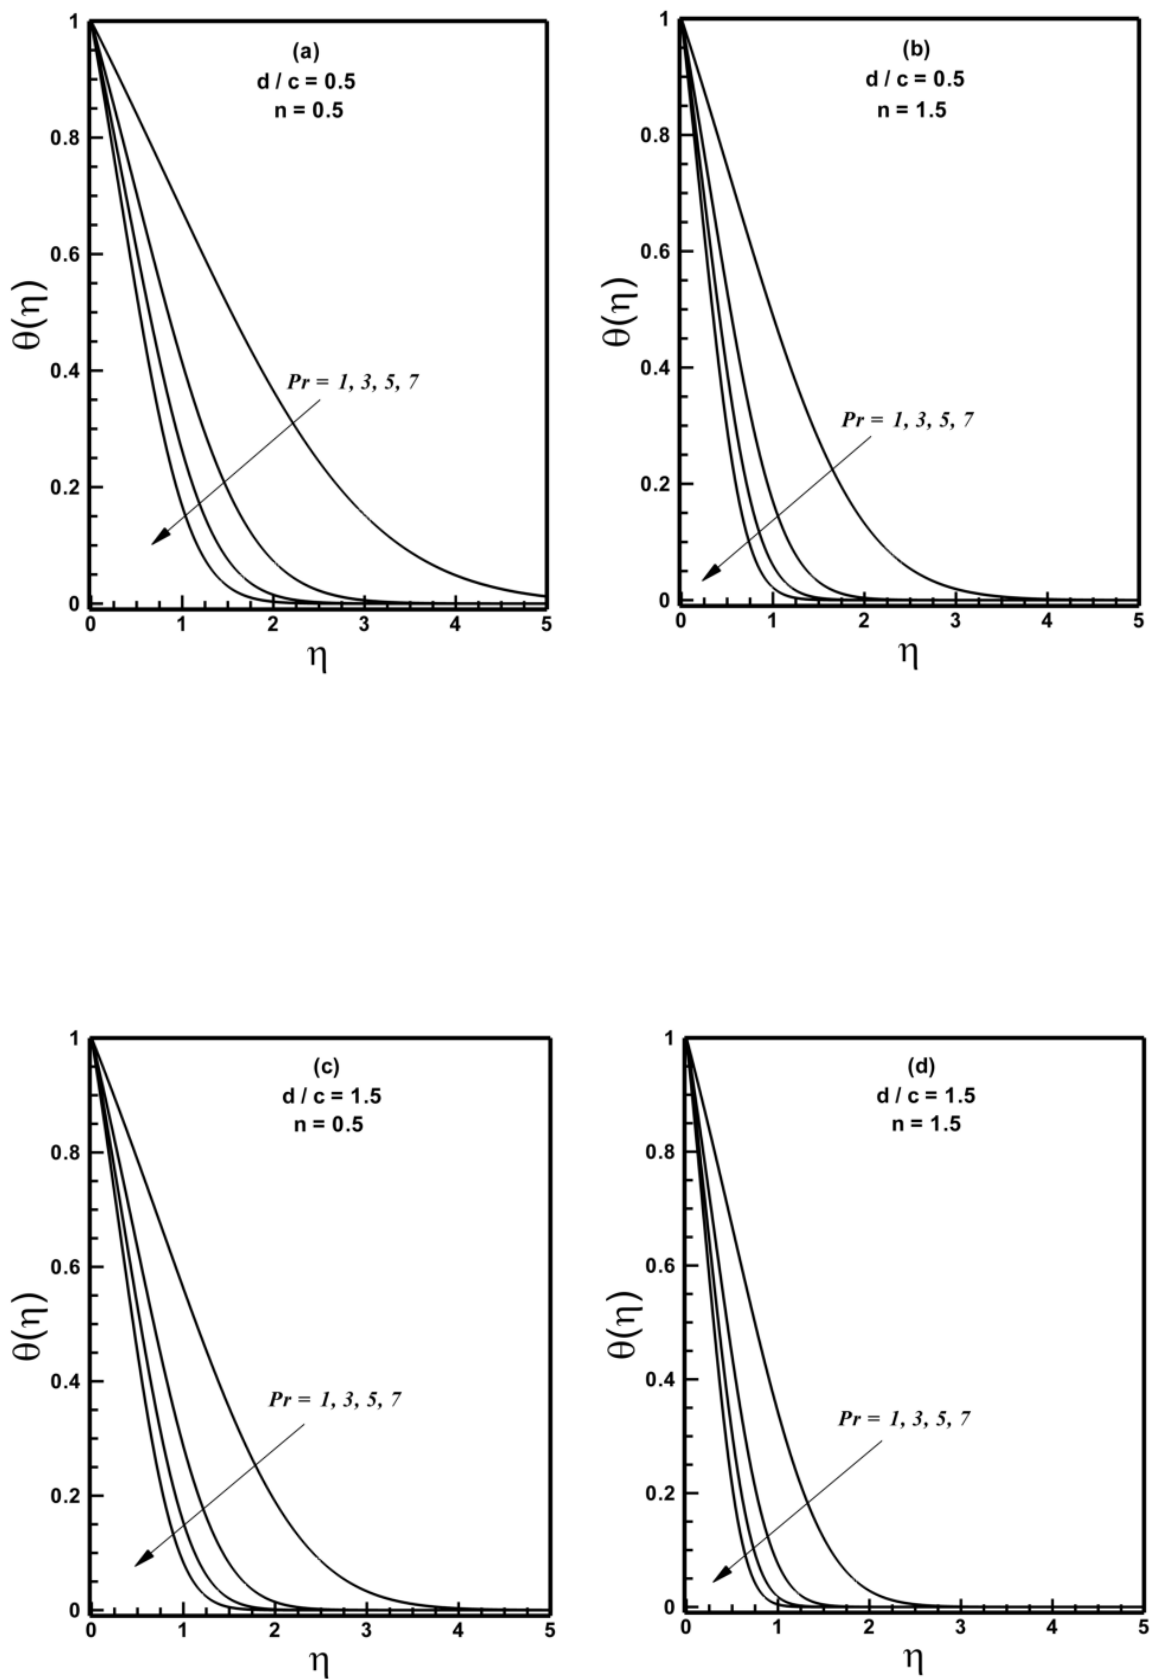 (a)
d / c = 0.5
n = 0.5
1
0.8
0.6
0.4
0.2
0
θ(η)
Pr = 1, 3, 5, 7
0 1 2 3 4 5
η
(b)
d / c = 0.5
n = 1.5
1
0.8
0.6
0.4
0.2
0
θ(η)
Pr = 1, 3, 5, 7
0 1 2 3 4 5
η
(c)
d / c = 1.5
n = 0.5
1
0.8
0.6
0.4
0.2
0
θ(η)
Pr = 1, 3, 5, 7
0 1 2 3 4 5
η
(d)
d / c = 1.5
n = 1.5
1
0.8
0.6
0.4
0.2
0
θ(η)
Pr = 1, 3, 5, 7
0 1 2 3 4 5
η